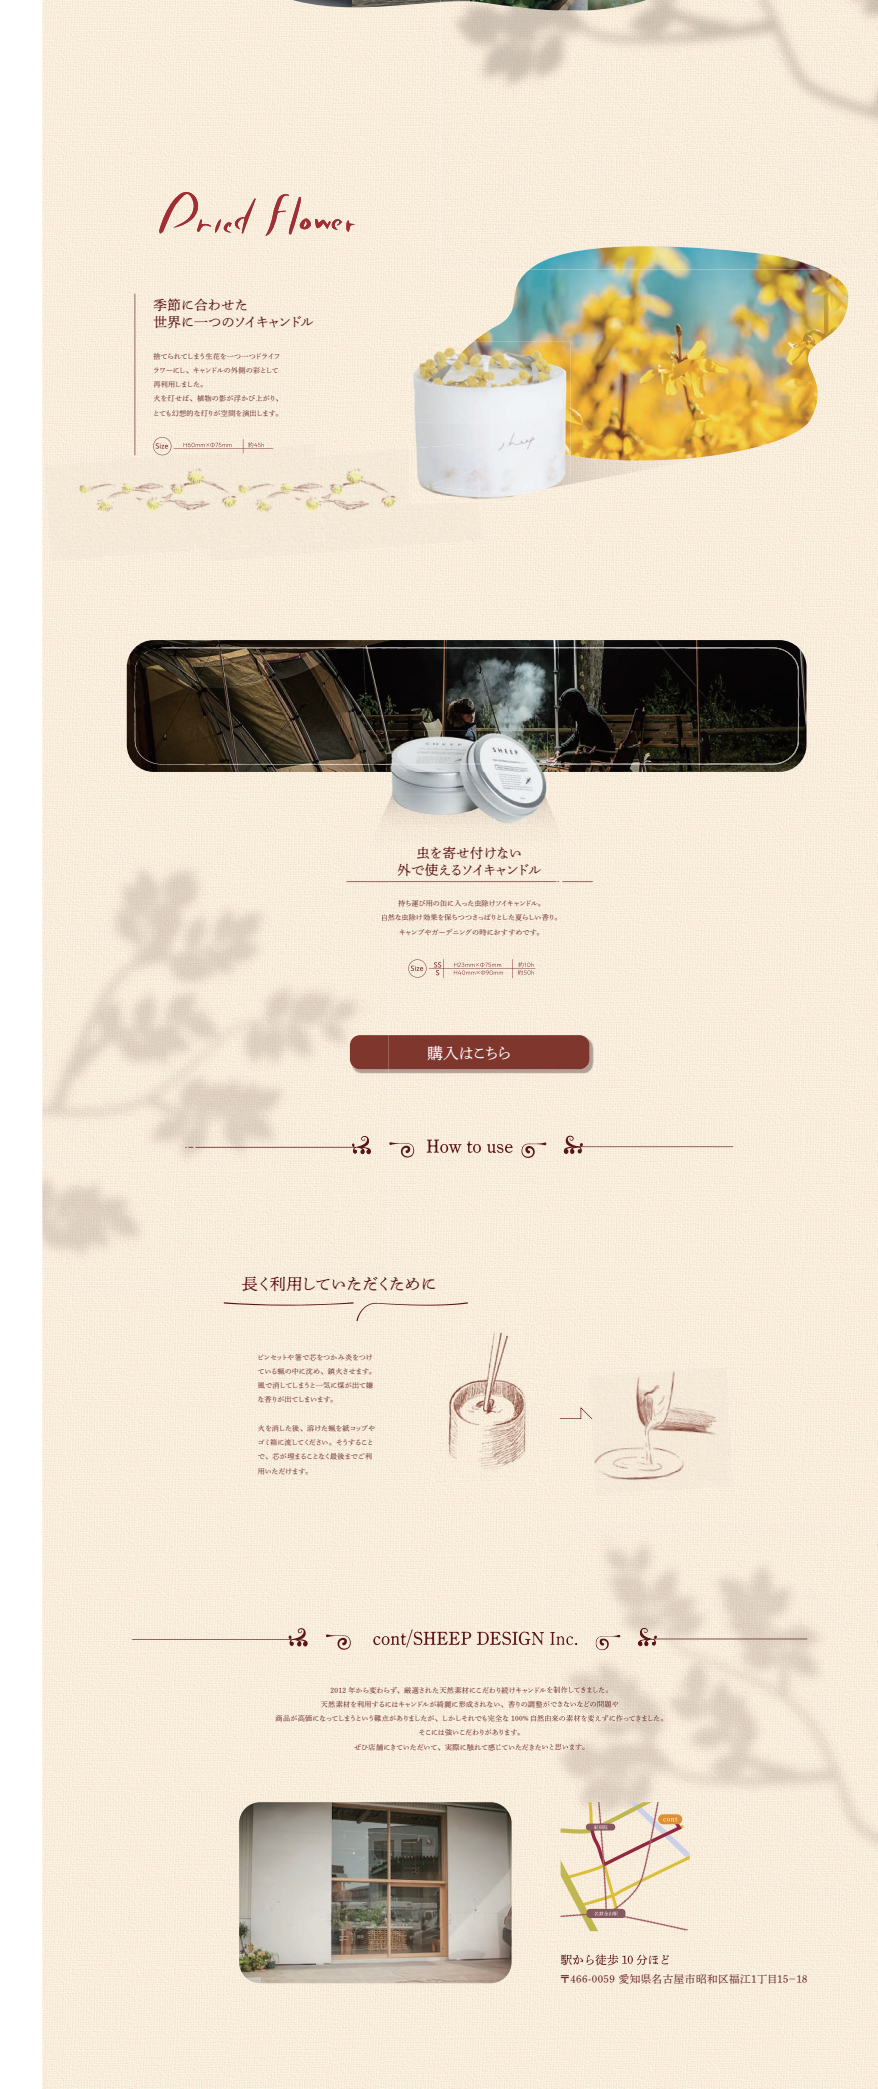 Dried flower
季節に合わせた
世界に一つのソイキャンドル
捨てられてしまう生花を一つ一つドライフ
ラワーにし、キャンドルの外側の彩として
再利用しました。
火を灯せば、植物の影が浮かび上がり、
とても幻想的な灯りが空間を演出します。
Size H60mm×Φ75mm 約45h
sheep
SHEEP
SHEEP
虫を寄せ付けない
外で使えるソイキャンドル
持ち運び用の缶に入った虫除けソイキャンドル。
自然な虫除け効果を保ちつつさっぱりとした夏らしい香り。
キャンプやガーデニングの時におすすめです。
Size SS H23mm×Φ75mm 約10h
S H40mm×Φ90mm 約50h
購入はこちら
How to use
長く利用していただくために
ピンセットや箸で芯をつかみ炎をつけ
ている蝋の中に沈め、鎮火させます。
風で消してしまうと一気に煤が出て嫌
な香りが出てしまいます。
火を消した後、溶けた蝋を紙コップや
ゴミ箱に流してください。そうすること
で、芯が埋まることなく最後までご利
用いただけます。
cont/SHEEP DESIGN Inc.
2012 年から変わらず、厳選された天然素材にこだわり続けキャンドルを制作してきました。
天然素材を利用するにはキャンドルが綺麗に形成されない、香りの調整ができないなどの問題や
商品が高価になってしまうという難点がありましたが、しかしそれでも完全な 100% 自然由来の素材を変えずに作ってきました。
そこには強いこだわりがあります。
ぜひ店舗にきていただいて、実際に触れて感じていただきたいと思います。
cont
駅から徒歩 10 分ほど
〒466-0059 愛知県名古屋市昭和区福江1丁目15−18